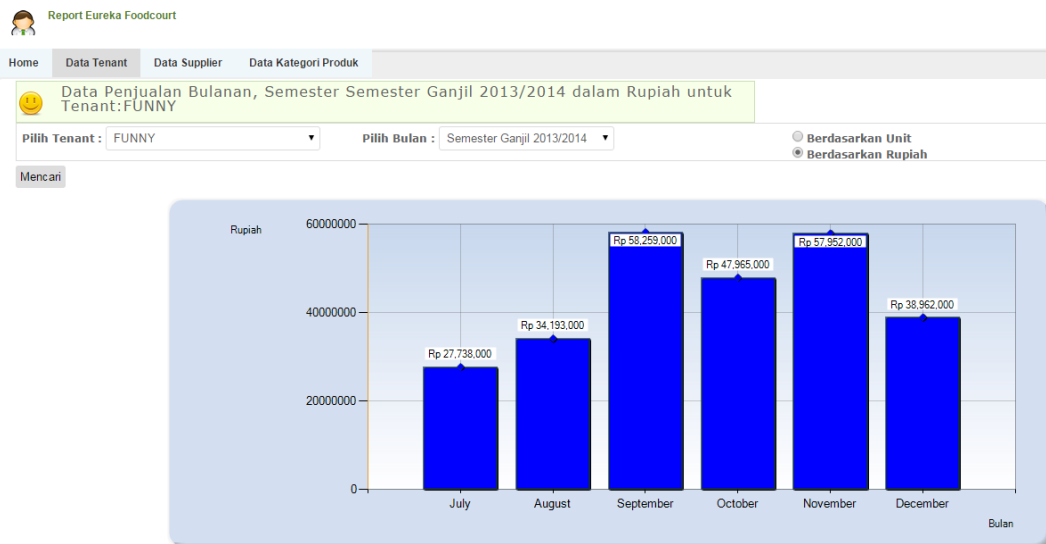 Report Eureka Foodcourt
Home Data Tenant Data Supplier Data Kategori Produk
Data Penjualan Bulanan, Semester Semester Ganjil 2013/2014 dalam Rupiah untuk
Tenant:FUNNY
Pilih Tenant : FUNNY Pilih Bulan : Semester Ganjil 2013/2014 Berdasarkan Unit
Berdasarkan Rupiah
Mencari
Rupiah
60000000
40000000
20000000
0
Rp 27,738,000
Rp 34,193,000
Rp 58,259,000
Rp 47,965,000
Rp 57,952,000
Rp 38,962,000
July August September October November December
Bulan